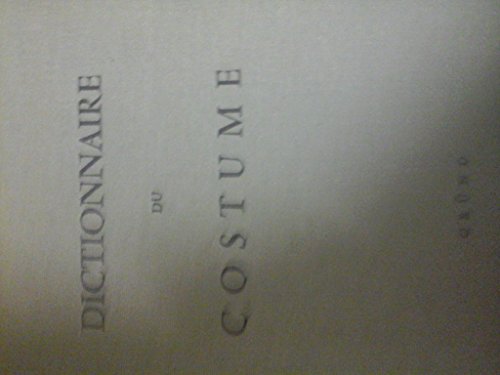 DICTIONNAIRE
DU
COSTUME
GRÜND